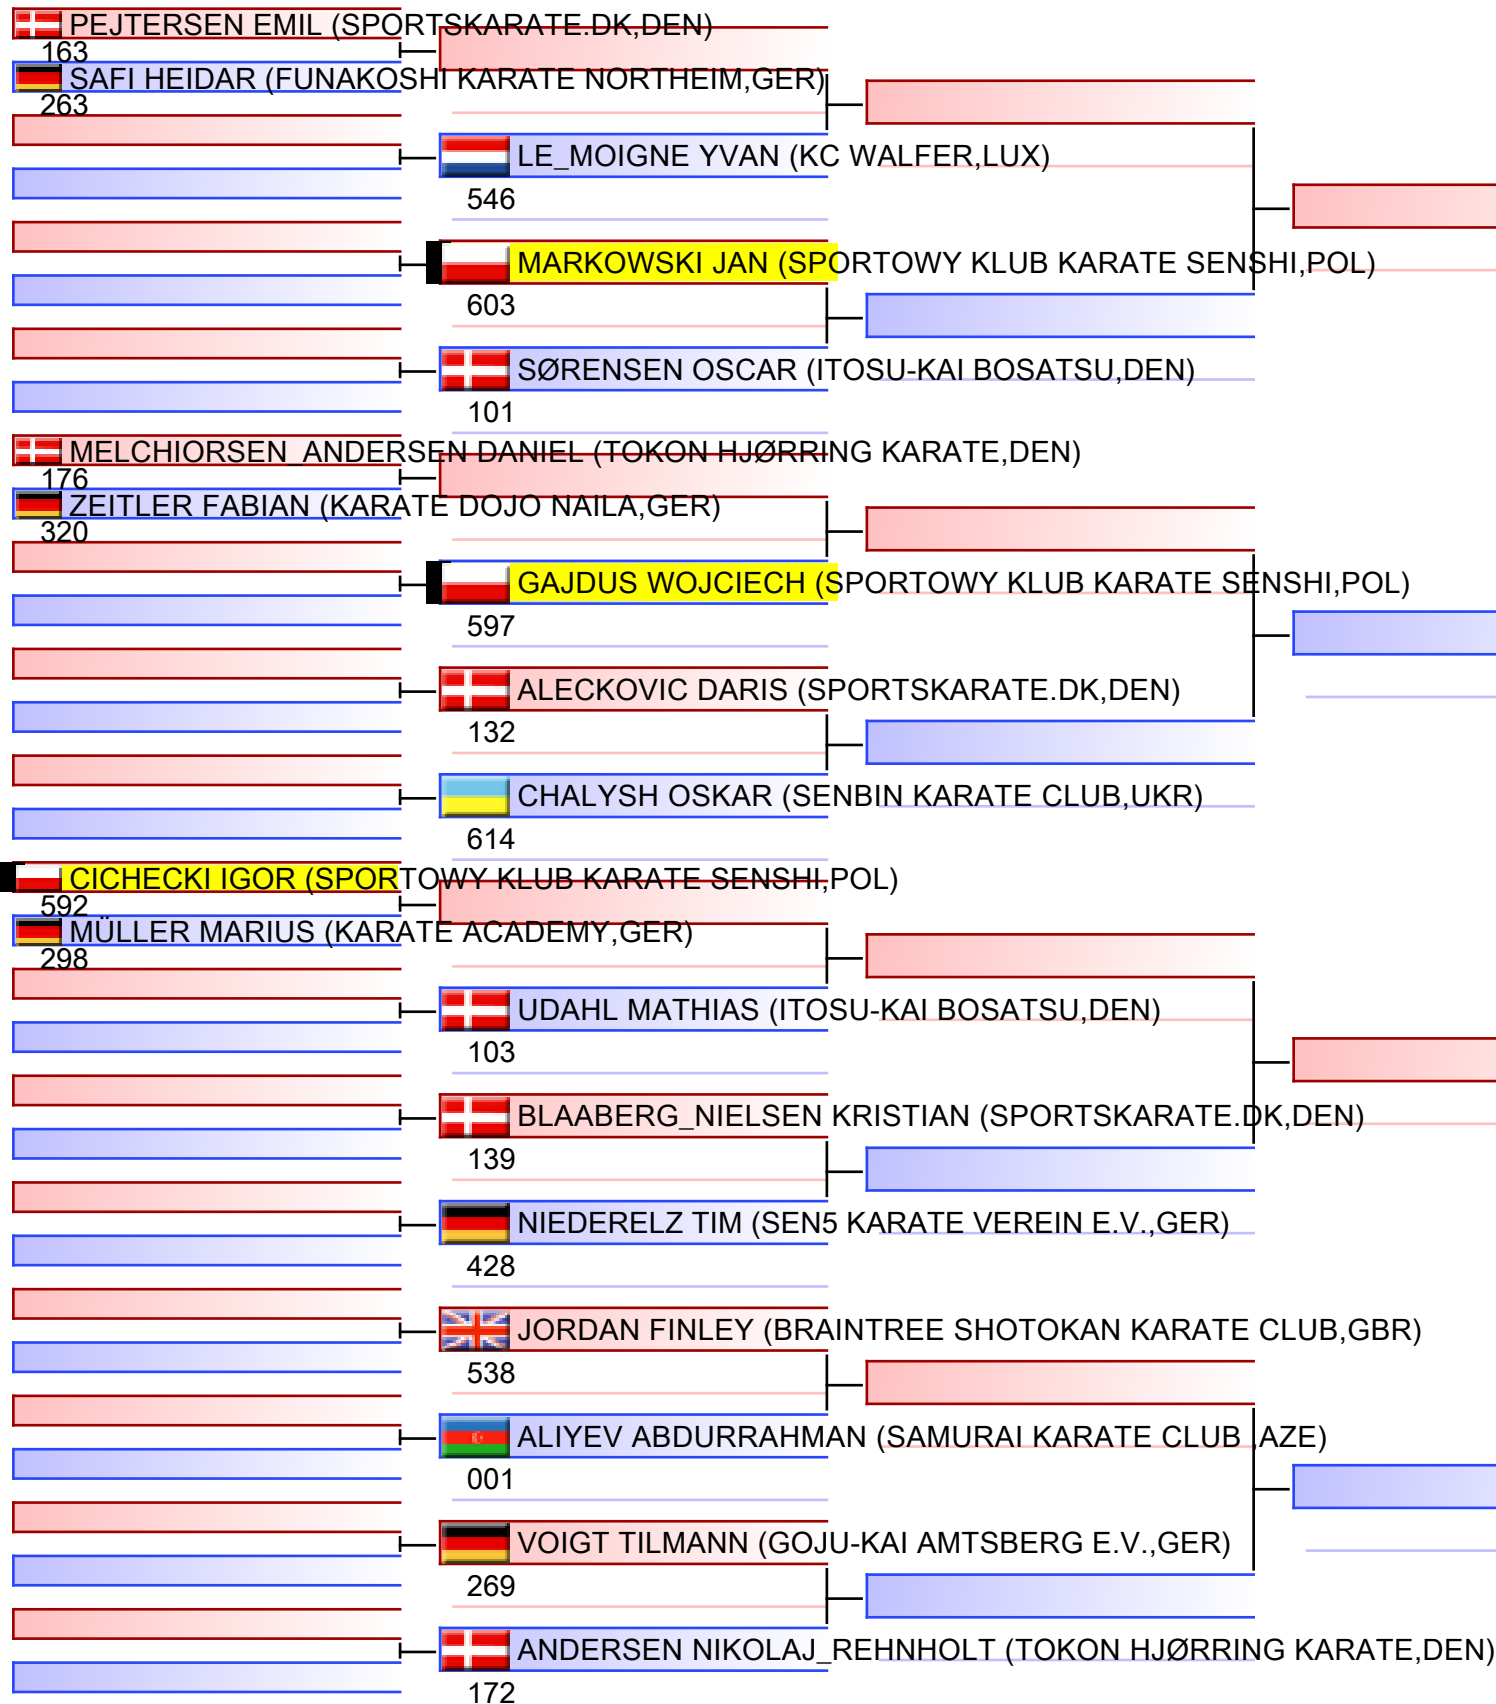 PEJTERSEN EMIL (SPORTSKARATE.DK,DEN)
163
SAFI HEIDAR (FUNAKOSHI KARATE NORTHEIM,GER)
263
LE_MOIGNE YVAN (KC WALFER,LUX)
546
MARKOWSKI JAN (SPORTOWY KLUB KARATE SENSHI,POL)
603
SØRENSEN OSCAR (ITOSU-KAI BOSATSU,DEN)
101
MELCHIORSEN_ANDERSEN DANIEL (TOKON HJØRRING KARATE,DEN)
176
ZEITLER FABIAN (KARATE DOJO NAILA,GER)
320
GAJDUS WOJCIECH (SPORTOWY KLUB KARATE SENSHI,POL)
597
ALECKOVIC DARIS (SPORTSKARATE.DK,DEN)
132
CHALYSH OSKAR (SENBIN KARATE CLUB,UKR)
614
CICHECKI IGOR (SPORTOWY KLUB KARATE SENSHI,POL)
592
MÜLLER MARIUS (KARATE ACADEMY,GER)
298
UDAHL MATHIAS (ITOSU-KAI BOSATSU,DEN)
103
BLAABERG_NIELSEN KRISTIAN (SPORTSKARATE.DK,DEN)
139
NIEDERELZ TIM (SEN5 KARATE VEREIN E.V.,GER)
428
JORDAN FINLEY (BRAINTREE SHOTOKAN KARATE CLUB,GBR)
538
ALIYEV ABDURRAHMAN (SAMURAI KARATE CLUB ,AZE)
001
VOIGT TILMANN (GOJU-KAI AMTSBERG E.V.,GER)
269
ANDERSEN NIKOLAJ_REHNHOLT (TOKON HJØRRING KARATE,DEN)
172